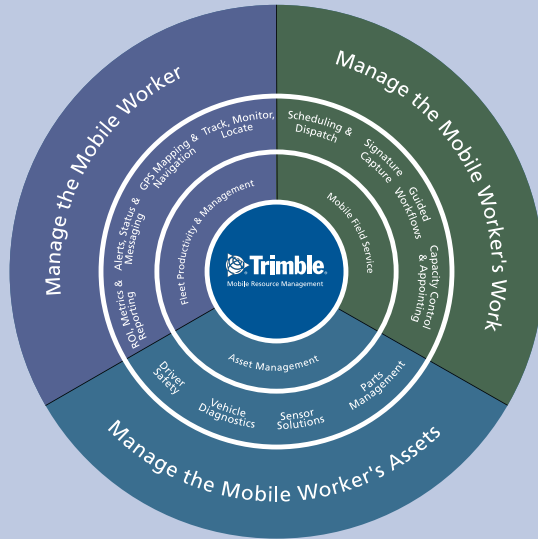 Manage the Mobile Worker
Manage the Mobile Worker's Work
Manage the Mobile Worker's Assets
ROI, Metrics &
Reporting
Alerts, Status &
Messaging
GPS Mapping &
Navigation
Track, Monitor,
Locate
Scheduling &
Dispatch
Signature
Capture
Guided
Workflows
Capacity Control
& Appointing
Driver
Safety
Vehicle
Diagnostics
Sensor
Solutions
Parts
Management
Fleet Productivity & Management
Mobile Field Service
Asset Management
Trimble®
Mobile Resource Management